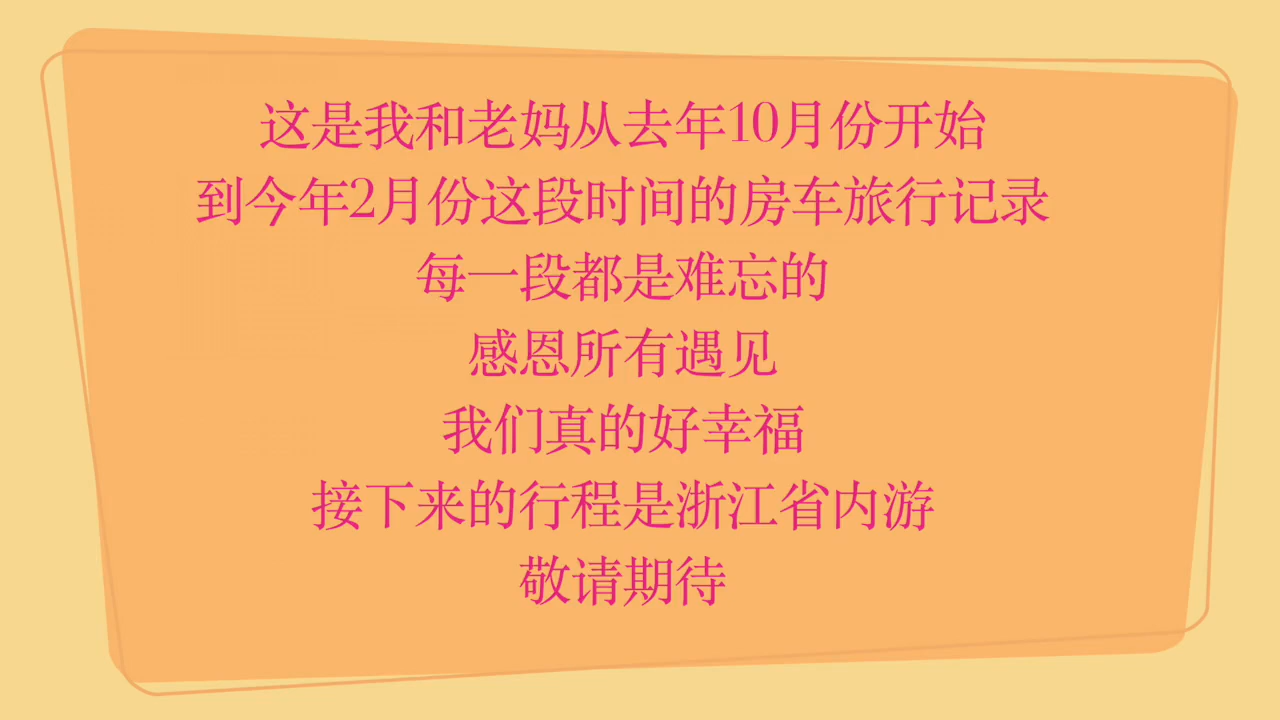 这是我和老妈从去年10月份开始
到今年2月份这段时间的房车旅行记录
每一段都是难忘的
感恩所有遇见
我们真的好幸福
接下来的行程是浙江省内游
敬请期待